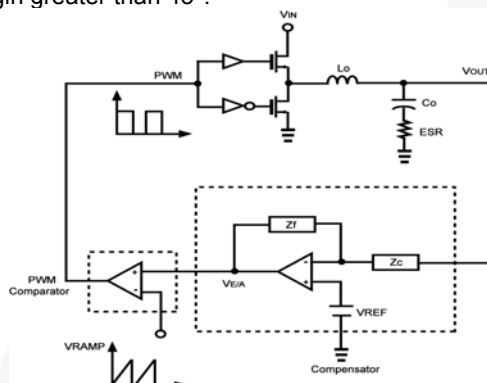 gin greater than 45°.
VIN
PWM
Lo
VOUT
Co
ESR
Zf
Zc
PWM
Comparator
VE/A
VREF
VRAMP
Compensator